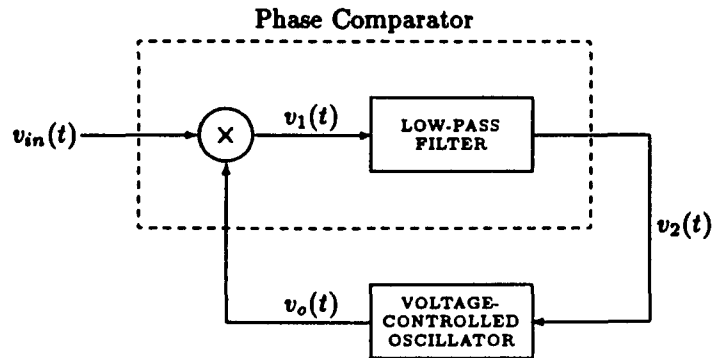 Phase Comparator
v_in(t)
×
v_1(t)
LOW-PASS
FILTER
v_2(t)
v_o(t)
VOLTAGE-
CONTROLLED
OSCILLATOR